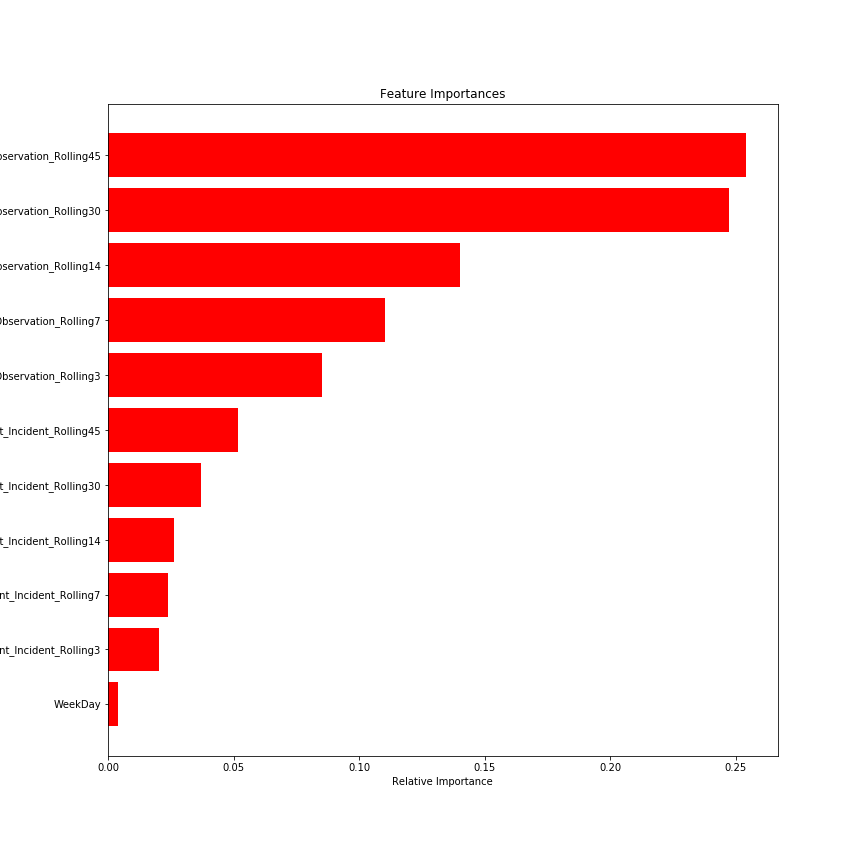 Feature Importances
bservation_Rolling45
bservation_Rolling30
bservation_Rolling14
Observation_Rolling7
Observation_Rolling3
t_Incident_Rolling45
t_Incident_Rolling30
t_Incident_Rolling14
nt_Incident_Rolling7
nt_Incident_Rolling3
WeekDay
0.00 0.05 0.10 0.15 0.20 0.25
Relative Importance